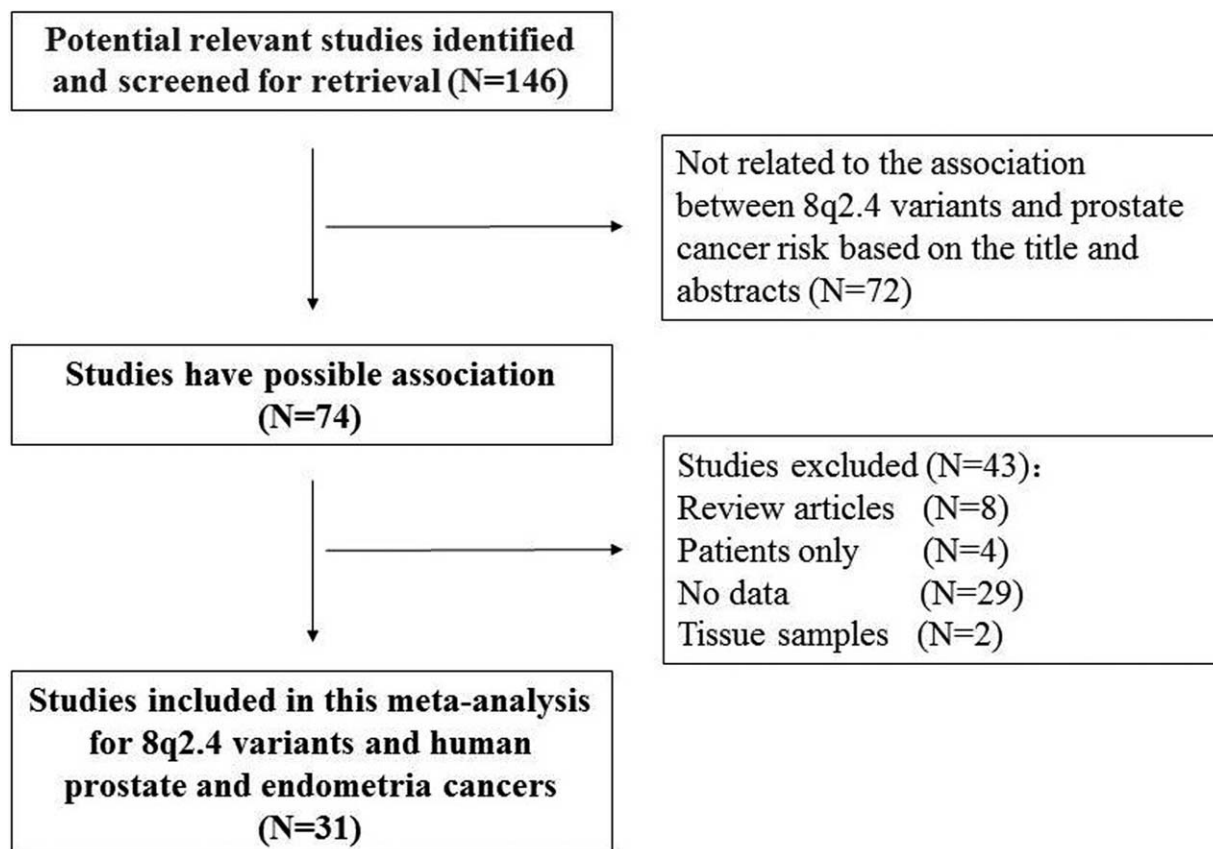 Potential relevant studies identified
and screened for retrieval (N=146)
Not related to the association
between 8q2.4 variants and prostate
cancer risk based on the title and
abstracts (N=72)
Studies have possible association
(N=74)
Studies excluded (N=43):
Review articles (N=8)
Patients only (N=4)
No data (N=29)
Tissue samples (N=2)
Studies included in this meta-analysis
for 8q2.4 variants and human
prostate and endometria cancers
(N=31)